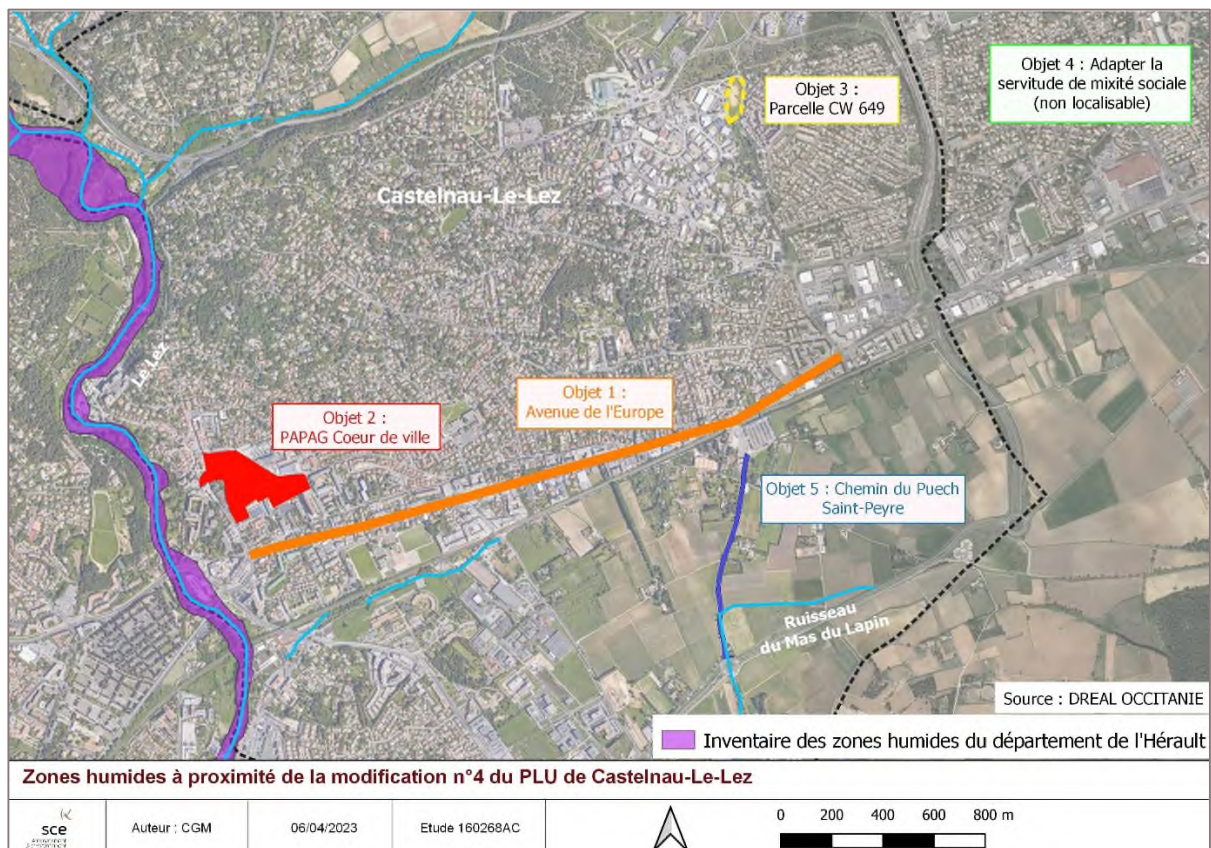 Objet 4 : Adapter la
servitude de mixité sociale
(non localisable)
Objet 3 :
Parcelle CW 649
Castelnau-Le-Lez
Le Lez
Objet 1 :
Avenue de l'Europe
Objet 2 :
PAPAG Coeur de ville
Objet 5 : Chemin du Puech
Saint-Peyre
Ruisseau
du Mas du Lapin
Source : DREAL OCCITANIE
Inventaire des zones humides du département de l'Hérault
Zones humides à proximité de la modification n°4 du PLU de Castelnau-Le-Lez
sce
Auteur : CGM
06/04/2023
Etude 160268AC
0 200 400 600 800 m